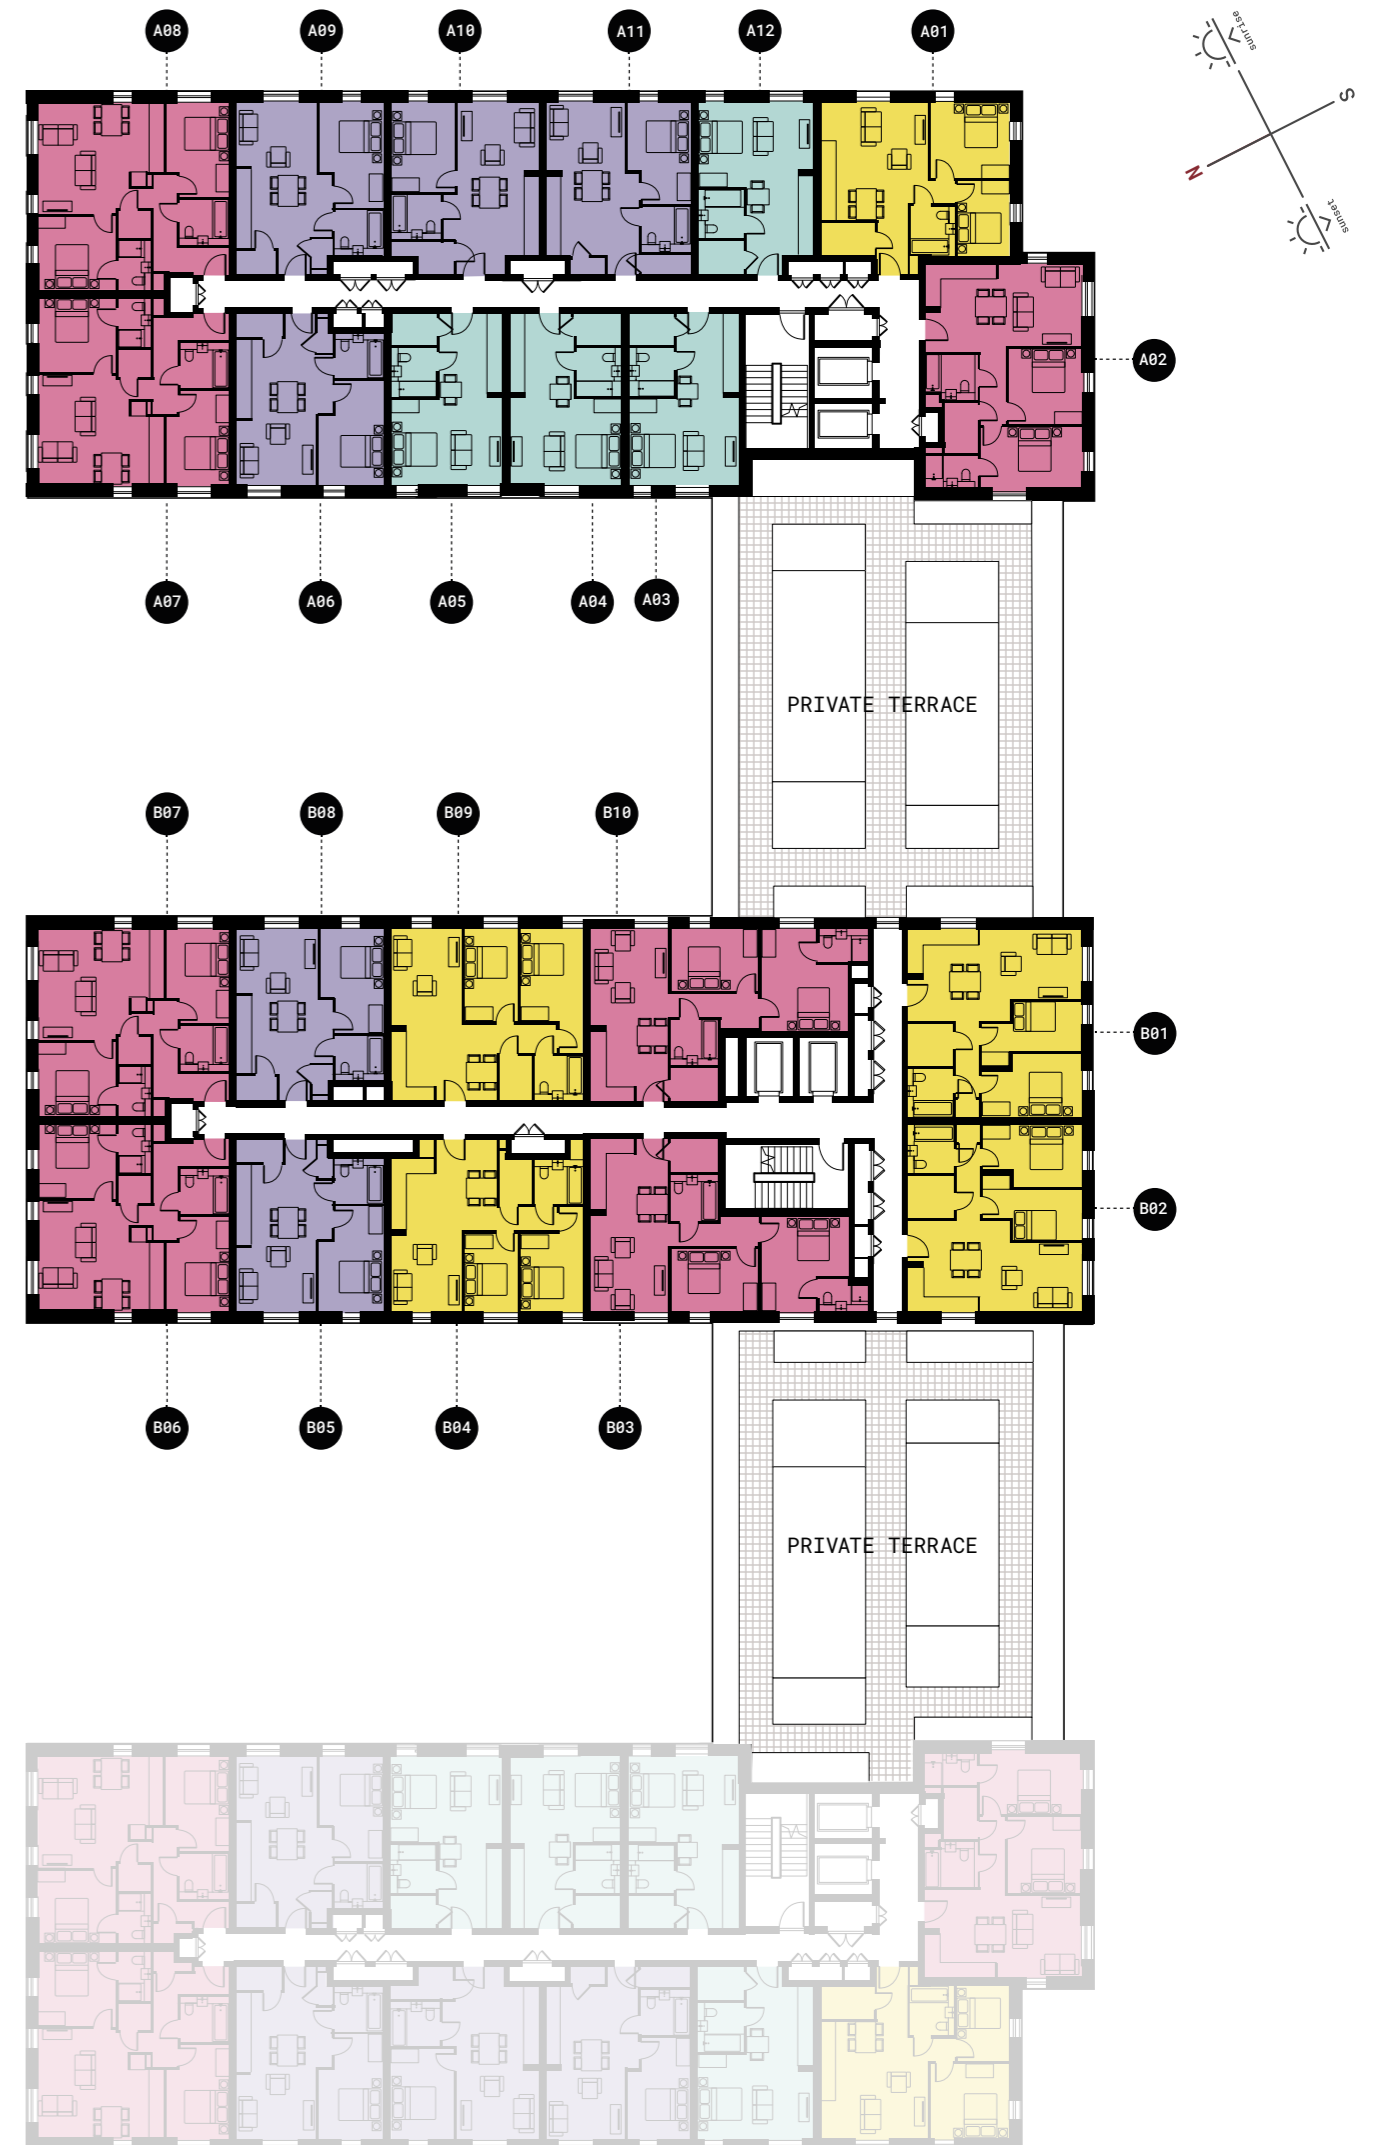 A08
A09
A10
A11
A12
A01
sunrise
S
N
sunset
A02
A07
A06
A05
A04
A03
PRIVATE TERRACE
B07
B08
B09
B10
B01
B02
B06
B05
B04
B03
PRIVATE TERRACE